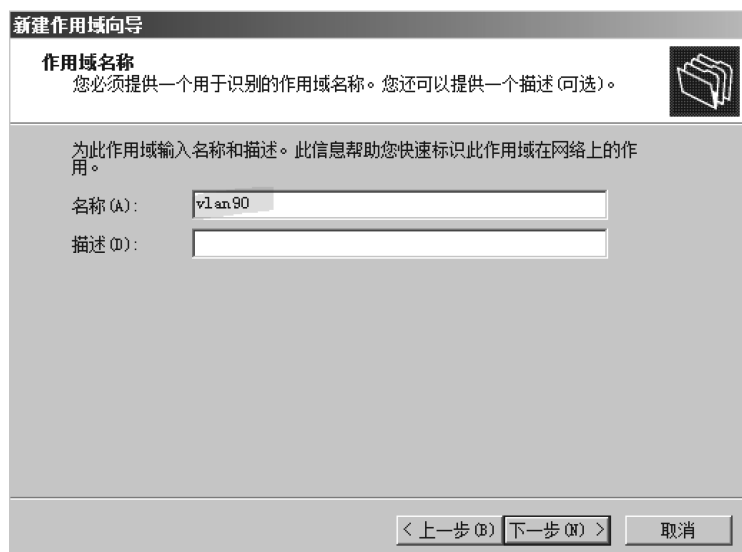 新建作用域向导
作用域名称
您必须提供一个用于识别的作用域名称。您还可以提供一个描述(可选)。
为此作用域输入名称和描述。此信息帮助您快速标识此作用域在网络上的作
用。
名称(A):
vlan90
描述(D):
< 上一步(B) 下一步(N) > 取消